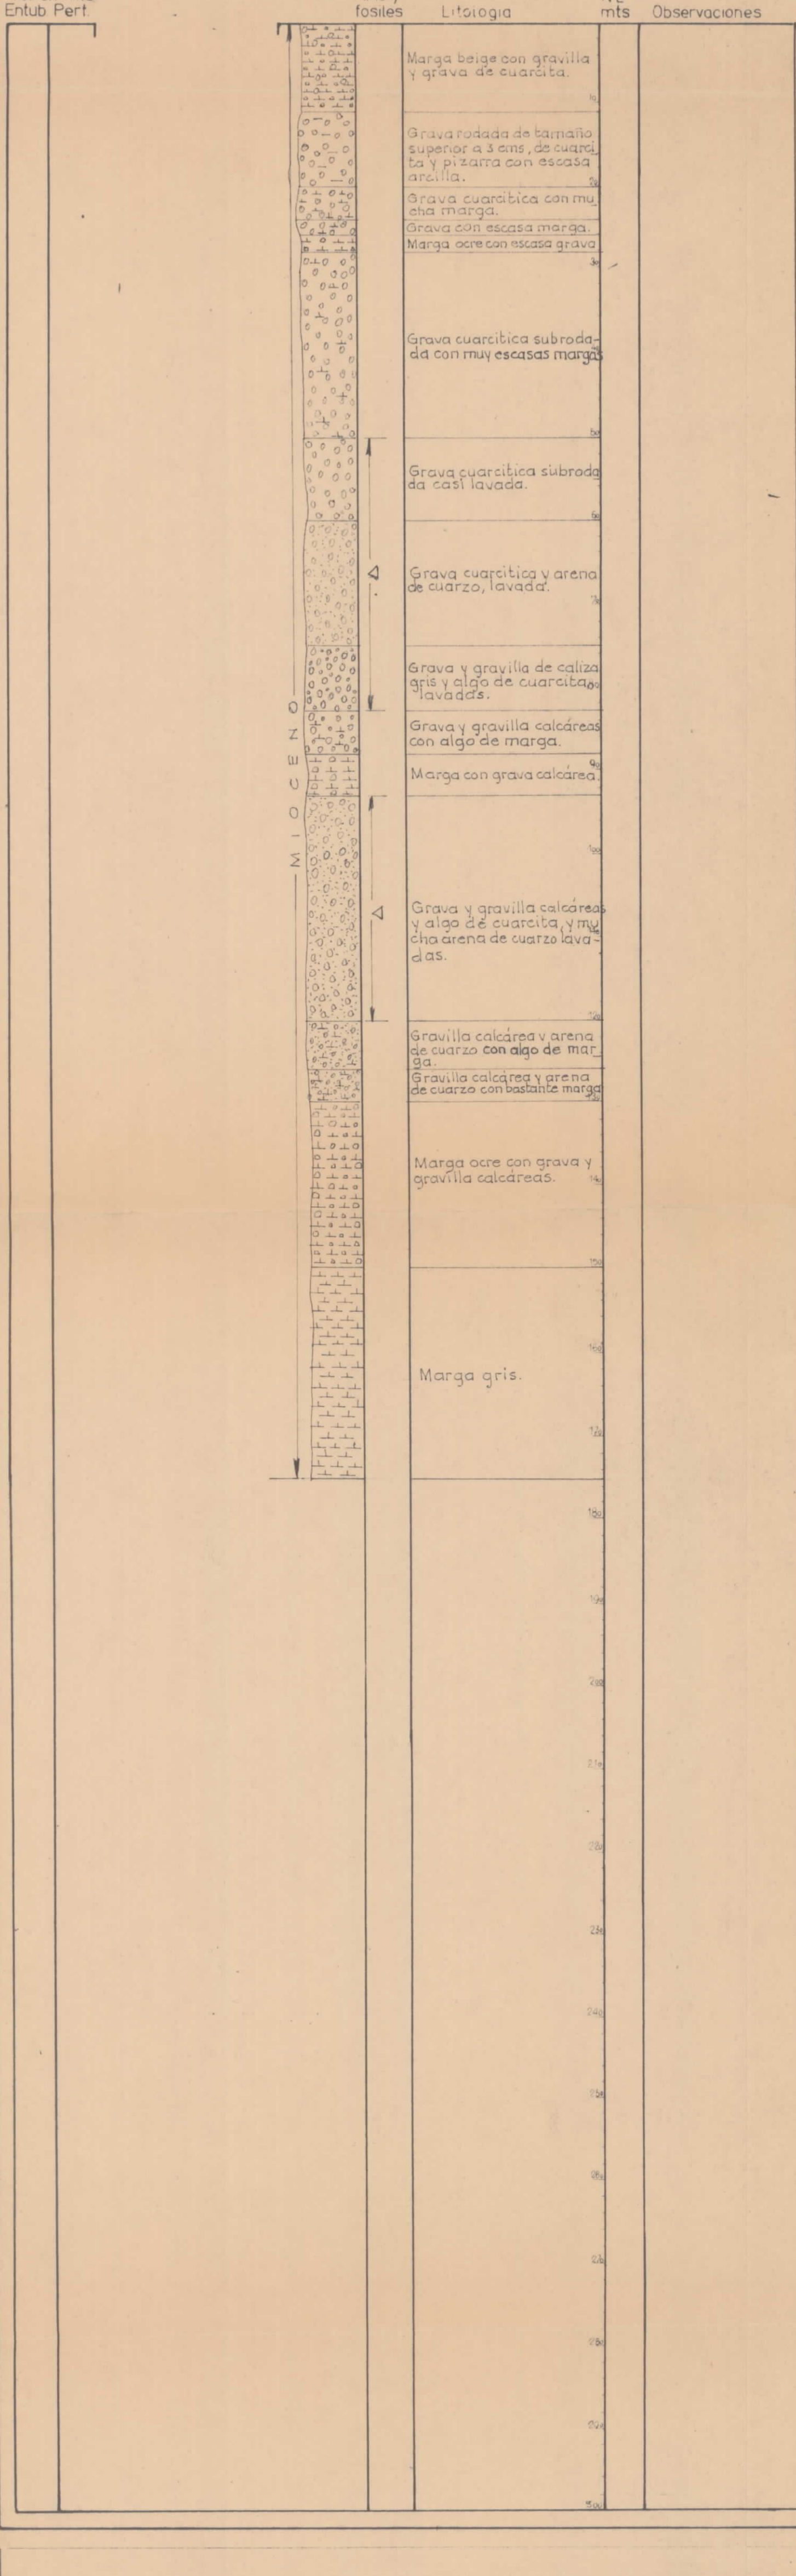 Entub. Perf.
fosiles
Litologia
mts
Observaciones
Marga beige con gravilla
y grava de cuarcita.
Grava rodada de tamaño
superior a 3 cms, de cuarci
ta y pizarra con escasa
arcilla.
Grava cuarcitica con mu_
cha marga.
Grava con escasa marga.
Marga ocre con escasa grava
Grava cuarcitica subroda-
da con muy escasas margas
Grava cuarcitica subroda
da casi lavada.
Grava cuarcitica y arena
de cuarzo, lavada.
Grava y gravilla de caliza
gris y algo de cuarcita
lavadas.
Grava y gravilla calcáreas
con algo de marga.
Marga con grava calcárea.
MIOCENO
Grava y gravilla calcáreas
y algo de cuarcita, y mu
cha arena de cuarzo lava-
das.
Gravilla calcárea y arena
de cuarzo con algo de mar_
ga.
Gravilla calcárea y arena
de cuarzo con bastante marga
Marga ocre con grava y
gravilla calcáreas.
150
Marga gris.
180